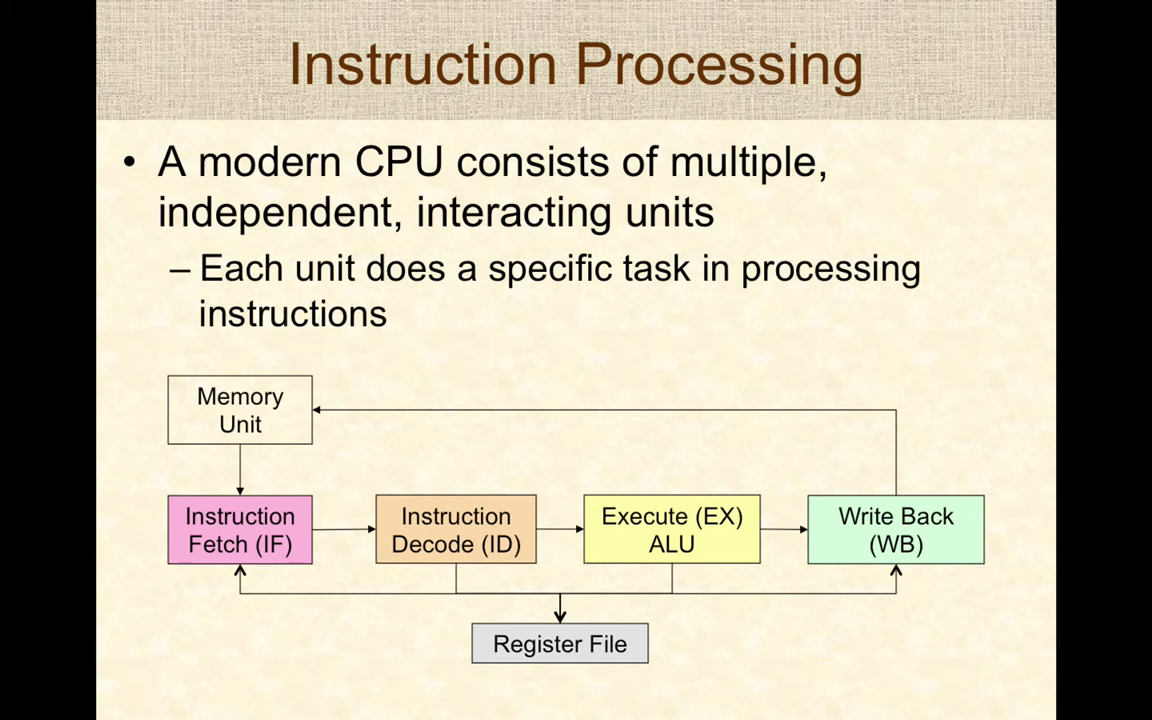 Instruction Processing
• A modern CPU consists of multiple,
independent, interacting units
– Each unit does a specific task in processing
instructions
Memory
Unit
Instruction
Fetch (IF)
Instruction
Decode (ID)
Execute (EX)
ALU
Write Back
(WB)
Register File